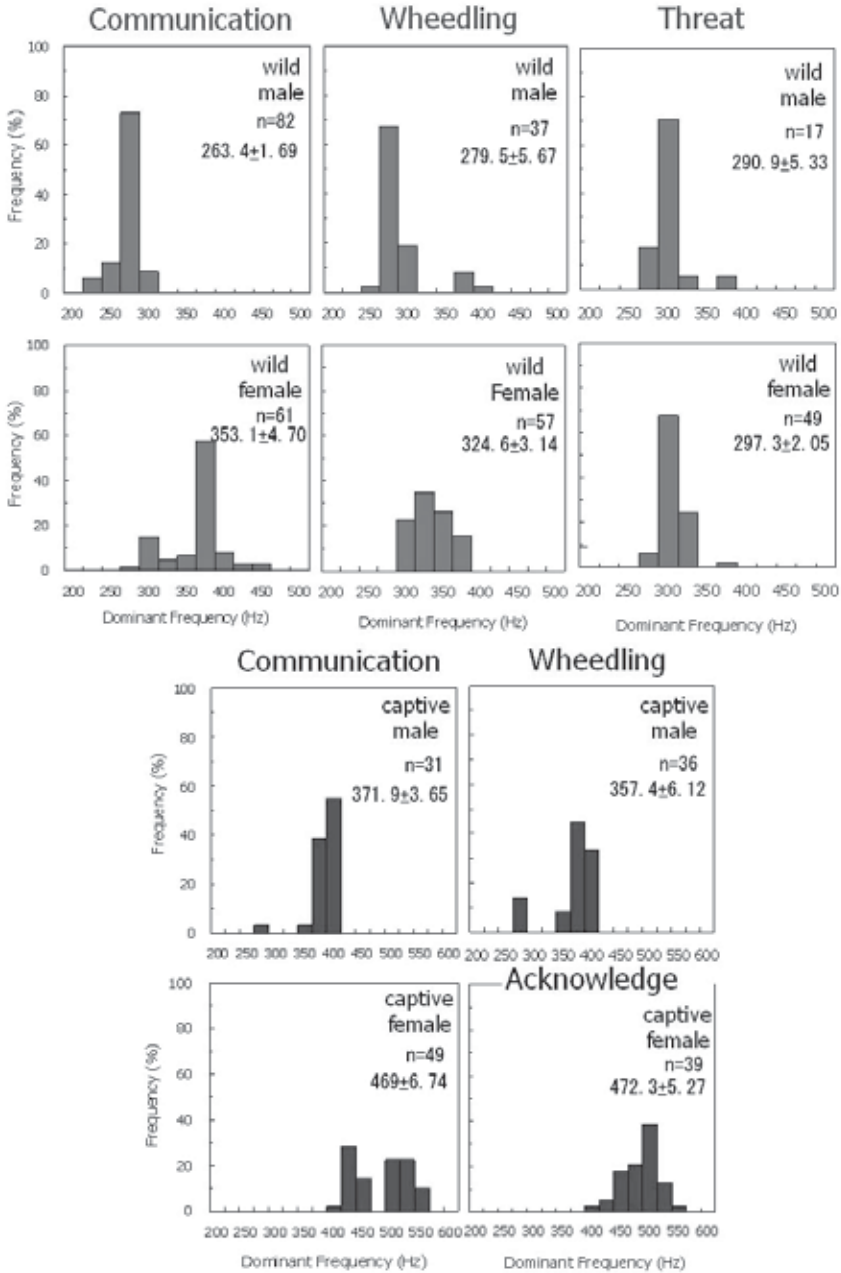 Communication Wheedling Threat
100
80
60
40
20
0
Frequency (%)
wild
male
n=82
263. 4±1. 69
wild
male
n=37
279. 5±5. 67
wild
male
n=17
290. 9±5. 33
200 250 300 350 400 450 500
200 250 300 350 400 450 500
200 250 300 350 400 450 500
100
80
60
40
20
0
Frequency (%)
wild
female
n=61
353. 1±4. 70
wild
Female
n=57
324. 6±3. 14
wild
female
n=49
297. 3±2. 05
200 250 300 350 400 450 500
200 250 300 350 400 450 500
200 250 300 350 400 450 500
Dominant Frequency (Hz)
Dominant Frequency (Hz)
Dominant Frequency (Hz)
Communication Wheedling
100
80
60
40
20
0
Frequency (%)
captive
male
n=31
371. 9±3. 65
captive
male
n=36
357. 4±6. 12
200 250 300 350 400 450 500 550 600
200 250 300 350 400 450 500 550 600
Acknowledge
100
80
60
40
20
0
Frequency (%)
captive
female
n=49
469±6. 74
captive
female
n=39
472. 3±5. 27
200 250 300 350 400 450 500 550 600
200 250 300 350 400 450 500 550 600
Dominant Frequency (Hz)
Dominant Frequency (Hz)